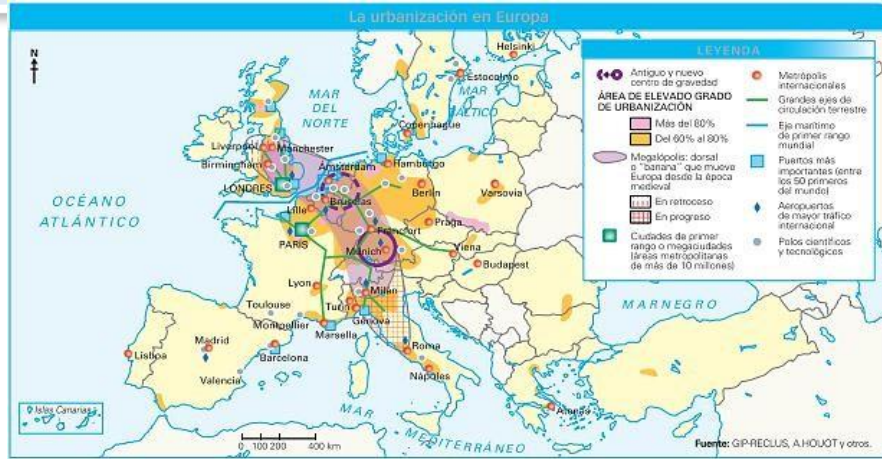 La urbanización en Europa
N
Helsinki
Estocolmo
MAR
BÁLTICO
MAR
DEL
NORTE
Copenhague
Liverpool
Manchester
Birmingham
Ámsterdam
Hamburgo
LONDRES
Berlín
Varsovia
Bruselas
Lille
OCÉANO
ATLÁNTICO
Fráncfort
Praga
PARÍS
Múnich
Viena
Budapest
Lyon
Milán
Turín
Génova
Toulouse
Montpellier
Marsella
MAR NEGRO
Madrid
Lisboa
Barcelona
Roma
Valencia
Nápoles
Atenas
Islas Canarias
MAR
MEDITERRÁNEO
0 100 200 400 km
LEYENDA
Antiguo y nuevo
centro de gravedad
ÁREA DE ELEVADO GRADO
DE URBANIZACIÓN
Más del 80%
Del 60% al 80%
Megalópolis: dorsal
o "banana" que mueve
Europa desde la época
medieval
En retroceso
En progreso
Ciudades de primer
rango o megaciudades
(áreas metropolitanas
de más de 10 millones)
Metrópolis
internacionales
Grandes ejes de
circulación terrestre
Eje marítimo
de primer rango
mundial
Puertos más
importantes (entre
los 50 primeros
del mundo)
Aeropuertos
de mayor tráfico
internacional
Polos científicos
y tecnológicos
Fuente: GIP-RECLUS, A.HOUOT y otros.